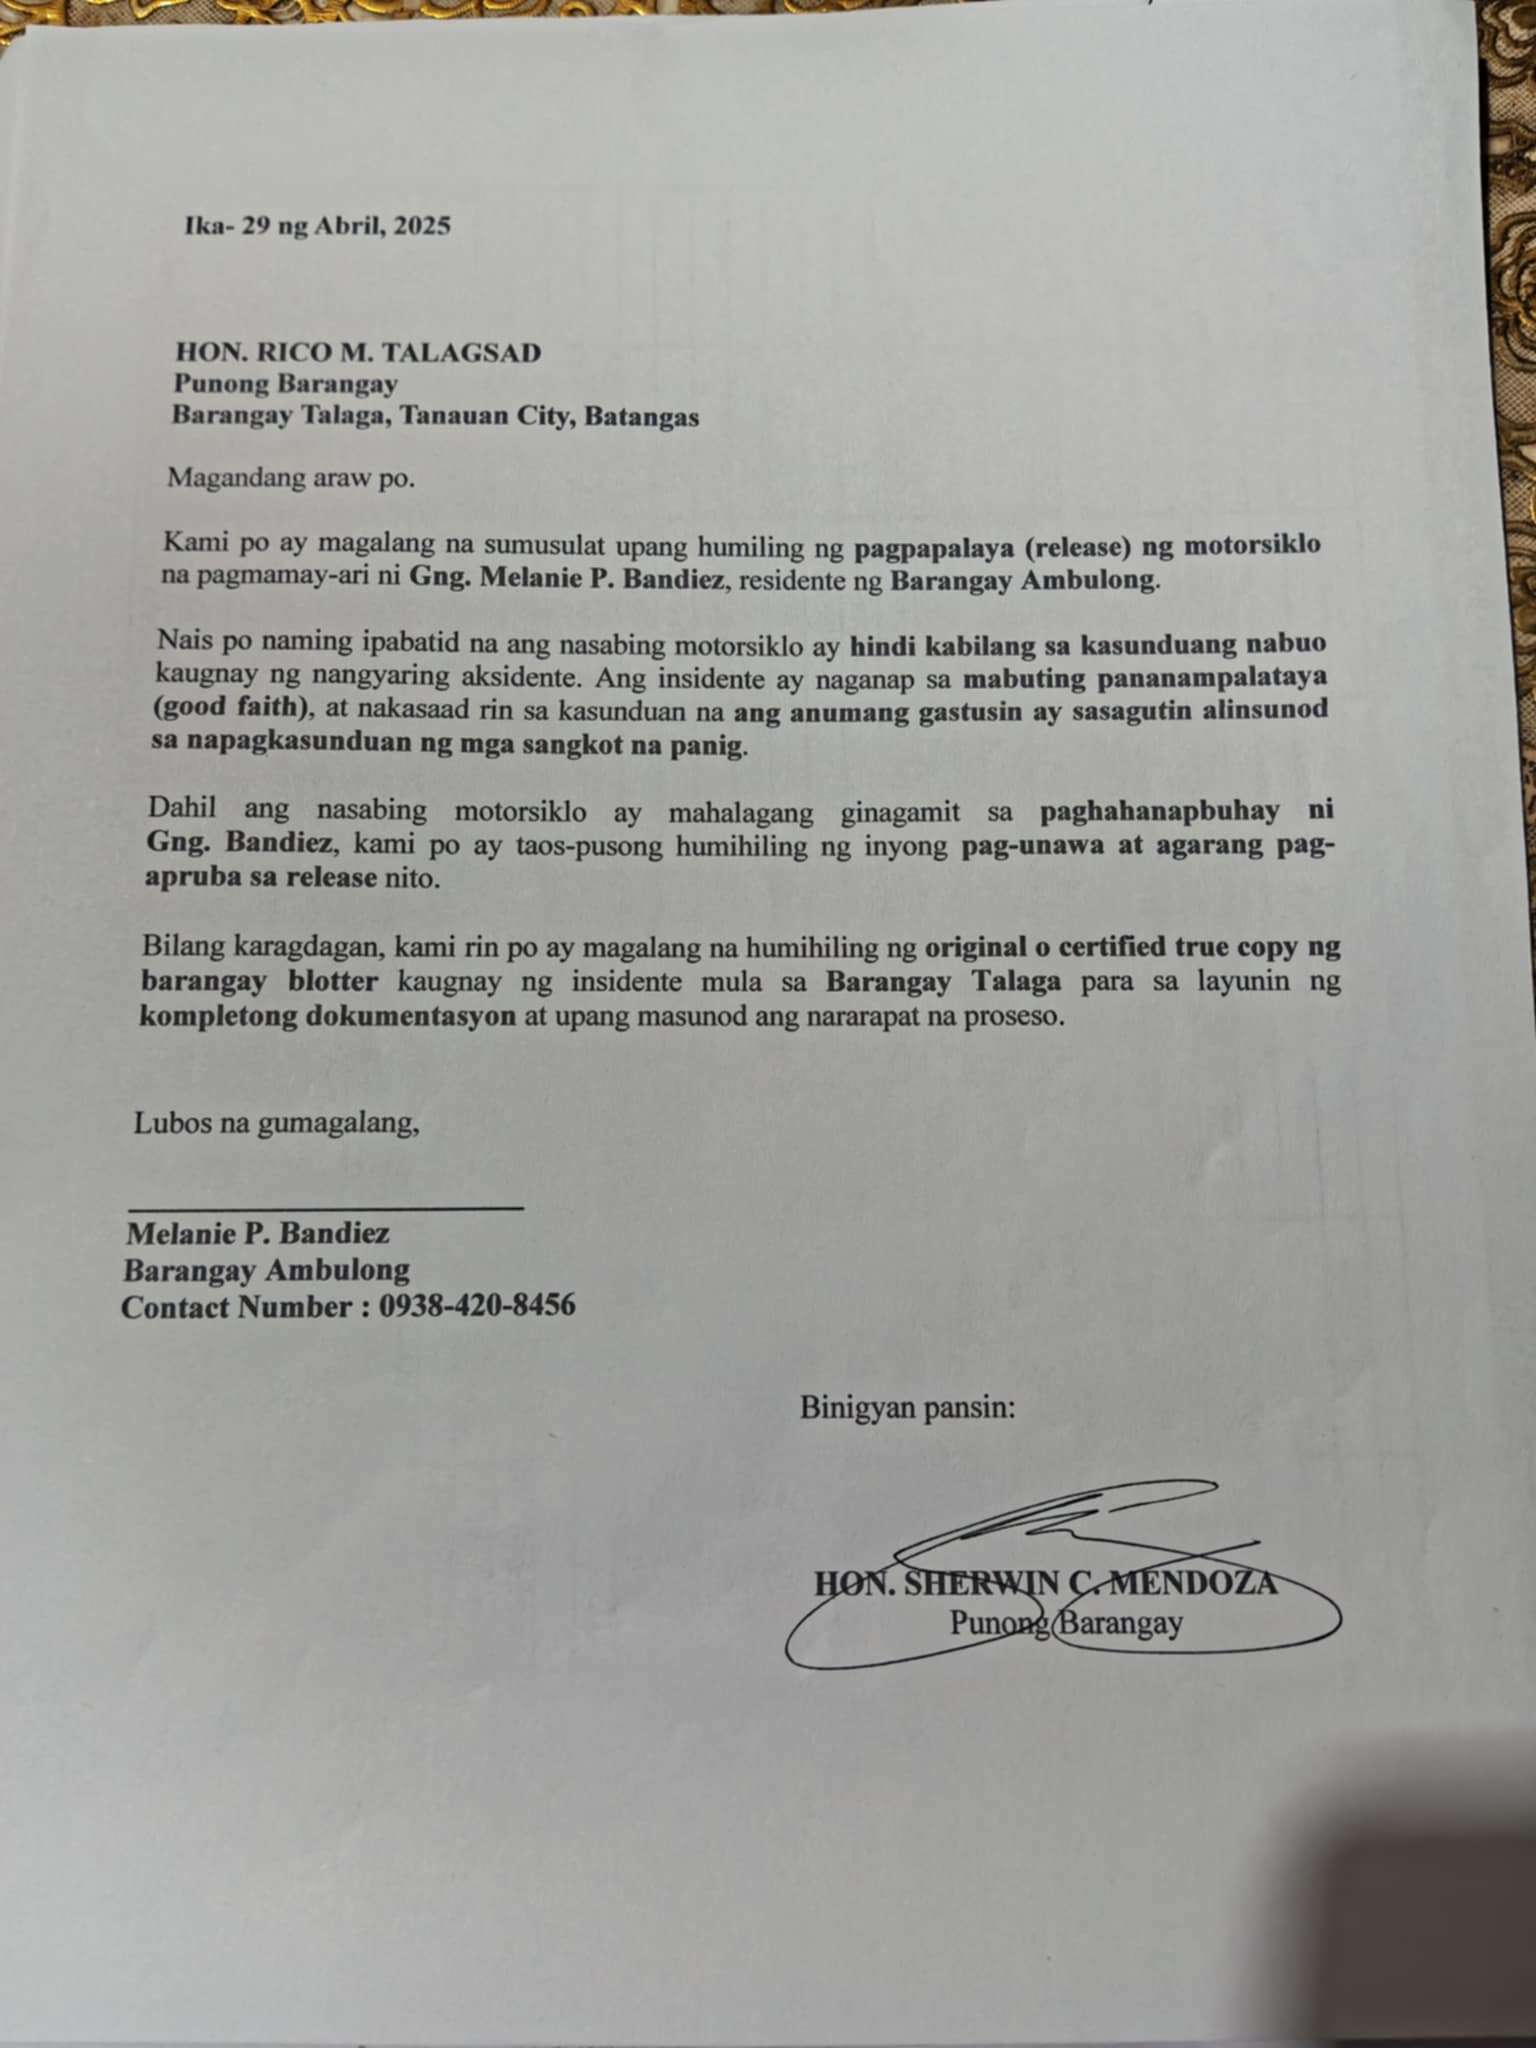 Ika- 29 ng Abril, 2025
HON. RICO M. TALAGSAD
Punong Barangay
Barangay Talaga, Tanauan City, Batangas
Magandang araw po.
Kami po ay magalang na sumusulat upang humiling ng pagpapalaya (release) ng motorsiklo
na pagmamay-ari ni Gng. Melanie P. Bandiez, residente ng Barangay Ambulong.
Nais po naming ipabatid na ang nasabing motorsiklo ay hindi kabilang sa kasunduang nabuo
kaugnay ng nangyaring aksidente. Ang insidente ay naganap sa mabuting pananampalataya
(good faith), at nakasaad rin sa kasunduan na ang anumang gastusin ay sasagutin alinsunod
sa napagkasunduan ng mga sangkot na panig.
Dahil ang nasabing motorsiklo ay mahalagang ginagamit sa paghahanapbuhay ni
Gng. Bandiez, kami po ay taos-pusong humihiling ng inyong pag-unawa at agarang pag-
apruba sa release nito.
Bilang karagdagan, kami rin po ay magalang na humihiling ng original o certified true copy ng
barangay blotter kaugnay ng insidente mula sa Barangay Talaga para sa layunin ng
kompletong dokumentasyon at upang masunod ang nararapat na proseso.
Lubos na gumagalang,
Melanie P. Bandiez
Barangay Ambulong
Contact Number : 0938-420-8456
Binigyan pansin:
HON. SHERWIN C. MENDOZA
Punong Barangay